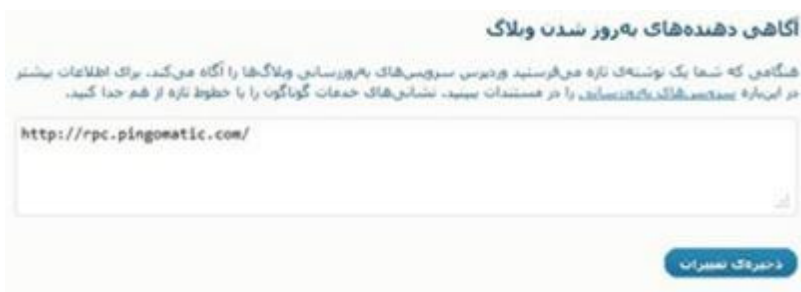 آگاهی دهنده‌های به‌روز شدن وبلاگ
هنگامی که شما یک نوشته‌ی تازه می‌فرستید وردپرس سرویس‌های به‌روزرسانی وبلاگ‌ها را آگاه می‌کند. برای اطلاعات بیشتر
در این‌باره سرویس‌های به‌روزرسانی را در مستندات ببینید. نشانی‌های خدمات گوناگون را با خطوط تازه از هم جدا کنید.
http://rpc.pingomatic.com/
ذخیره‌ی تغییرات